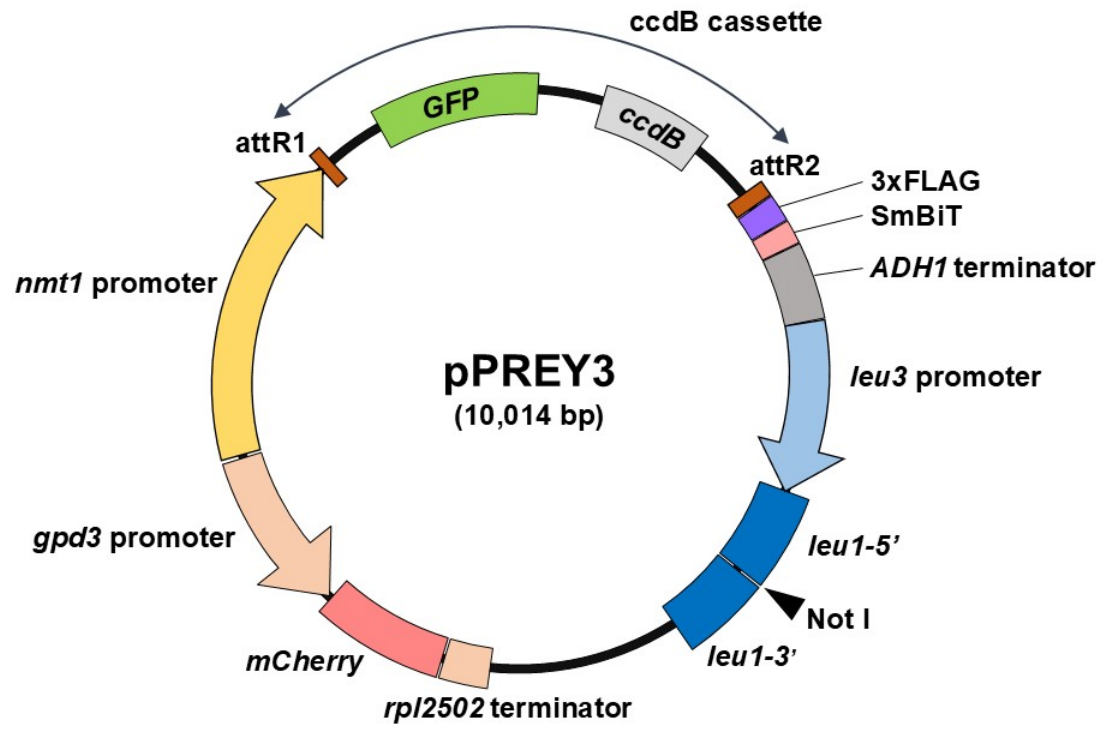 ccdB cassette
GFP
ccdB
attR1
attR2
3xFLAG
SmBiT
ADH1 terminator
nmt1 promoter
pPREY3
(10,014 bp)
leu3 promoter
gpd3 promoter
leu1-5’
Not I
leu1-3’
mCherry
rpl2502 terminator